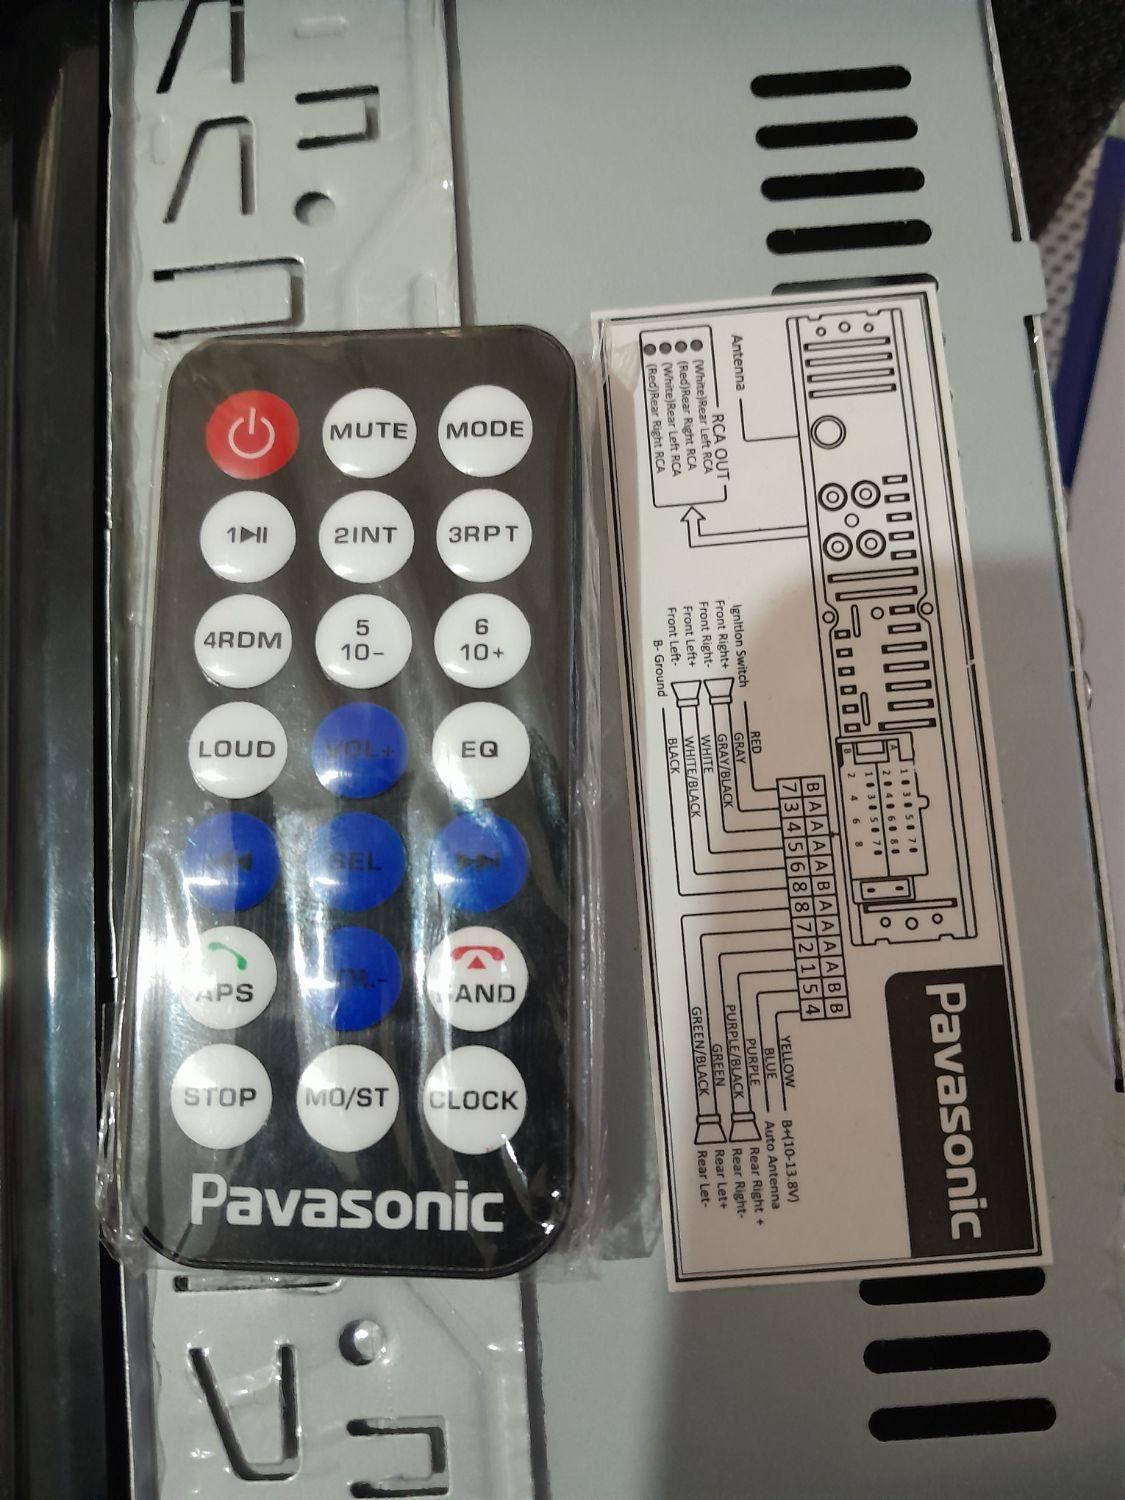 MUTE
MODE
1
2INT
3RPT
4RDM
5
10-
6
10+
LOUD
VOL+
EQ
SEL
APS
VOL-
BAND
STOP
MO/ST
CLOCK
Pavasonic
Antenna
RCA OUT
(White)Rear Left RCA
(Red)Rear Right RCA
(White)Rear Left RCA
(Red)Rear Right RCA
Ignition Switch
Front Right+
Front Right-
Front Left+
Front Left-
B- Ground
RED
GRAY
GRAY/BLACK
WHITE
WHITE/BLACK
BLACK
YELLOW
BLUE
PURPLE
PURPLE/BLACK
GREEN
GREEN/BLACK
B+(10-13.8V)
Auto Antenna
Rear Right +
Rear Right-
Rear Let+
Rear Let-
Pavasonic